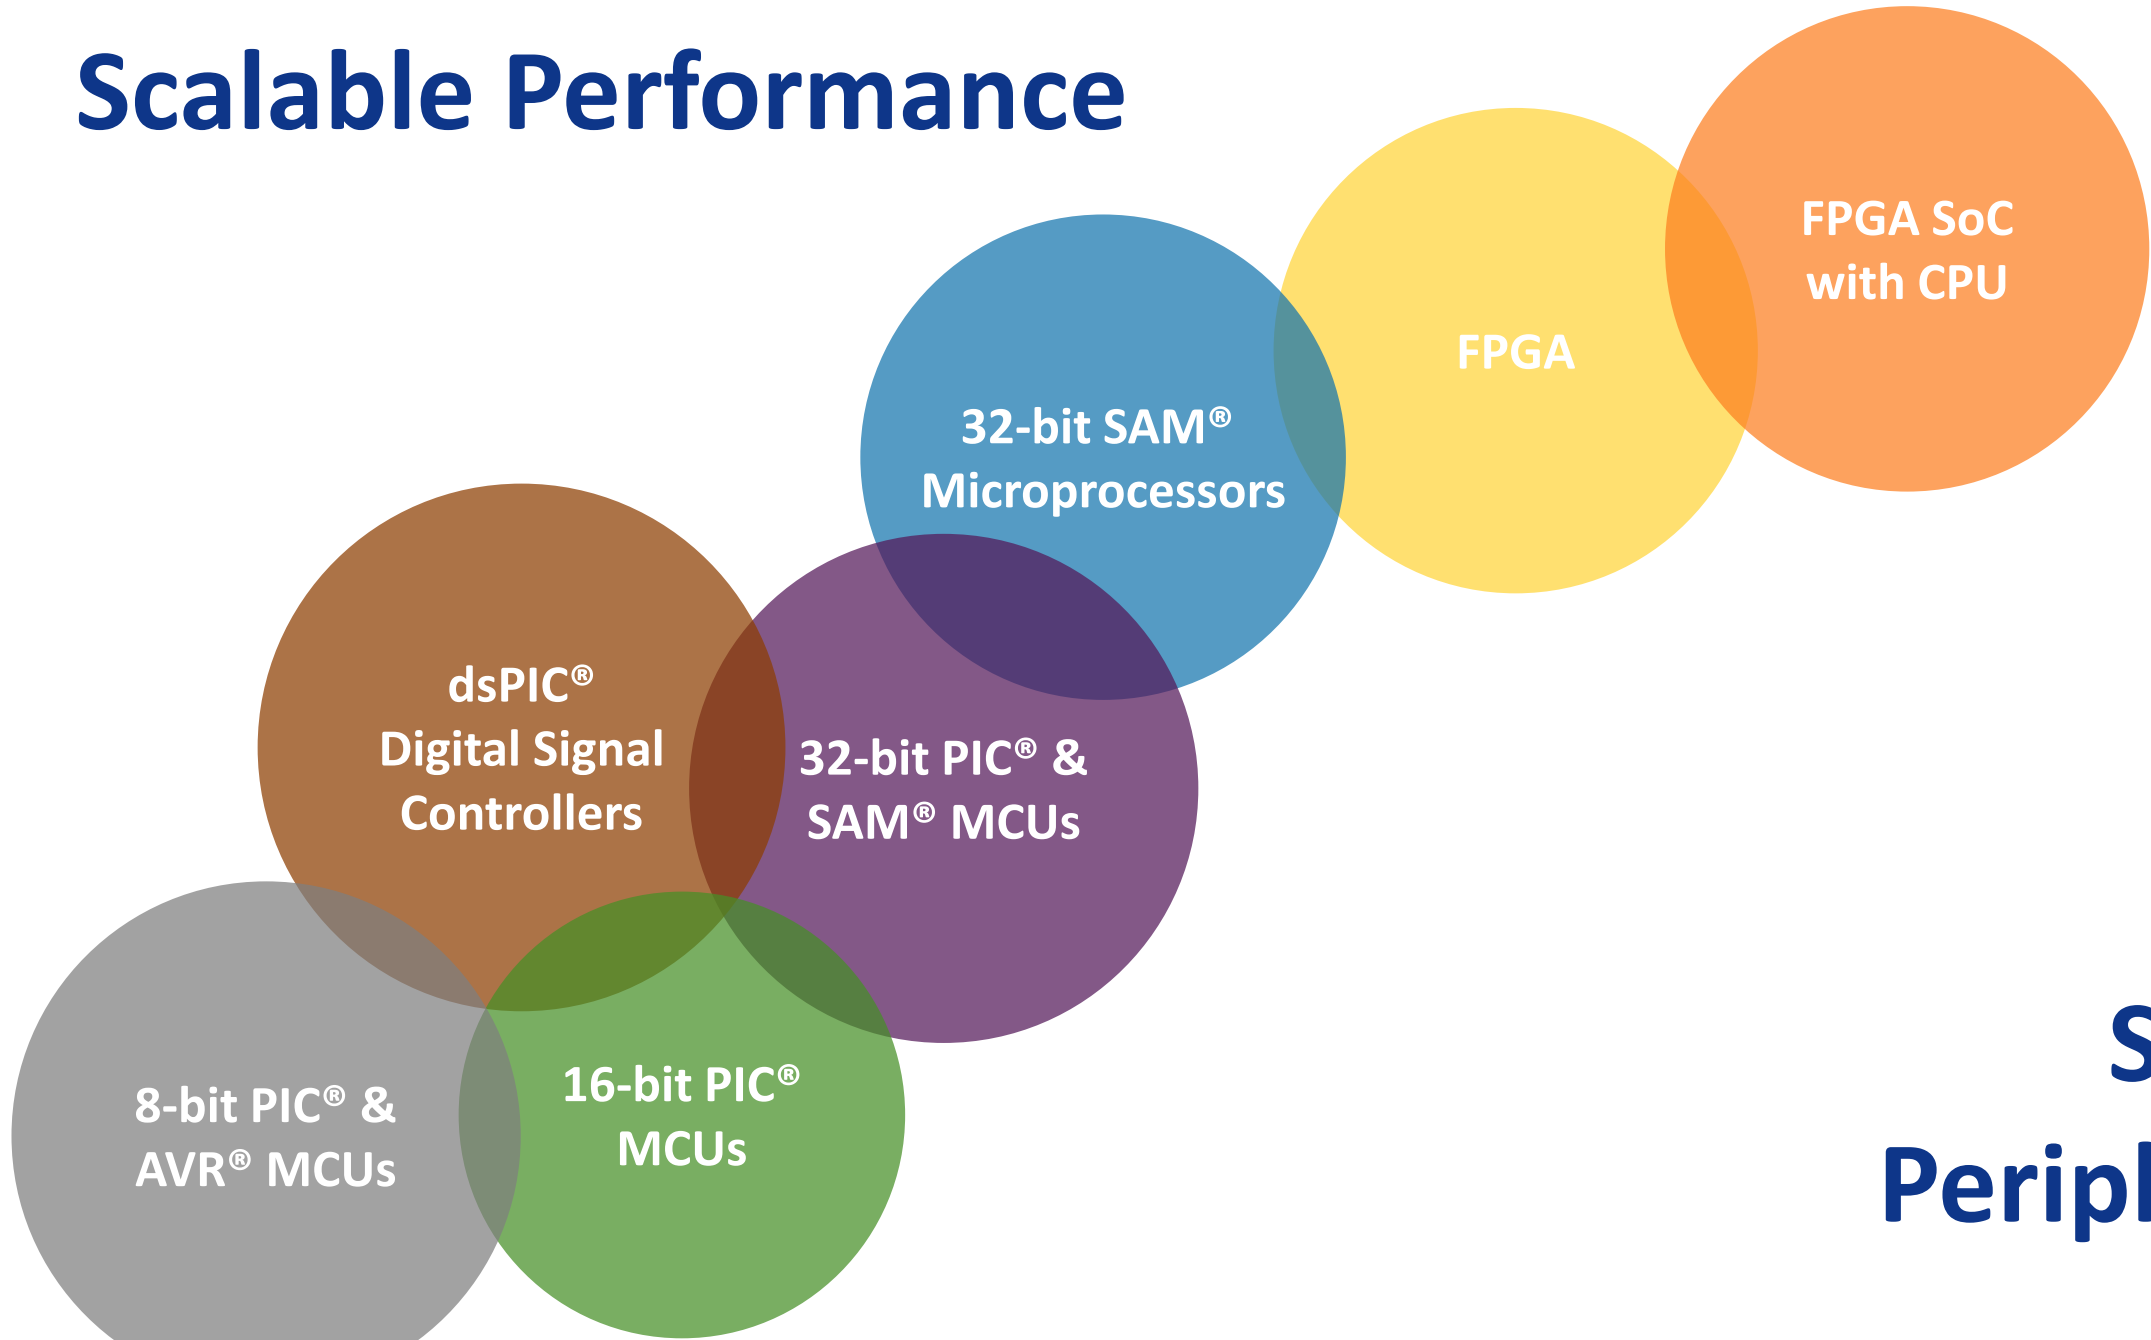 Scalable Performance
FPGA SoC
with CPU
FPGA
32-bit SAM®
Microprocessors
dsPIC®
Digital Signal
Controllers
32-bit PIC® &
SAM® MCUs
16-bit PIC®
MCUs
8-bit PIC® &
AVR® MCUs